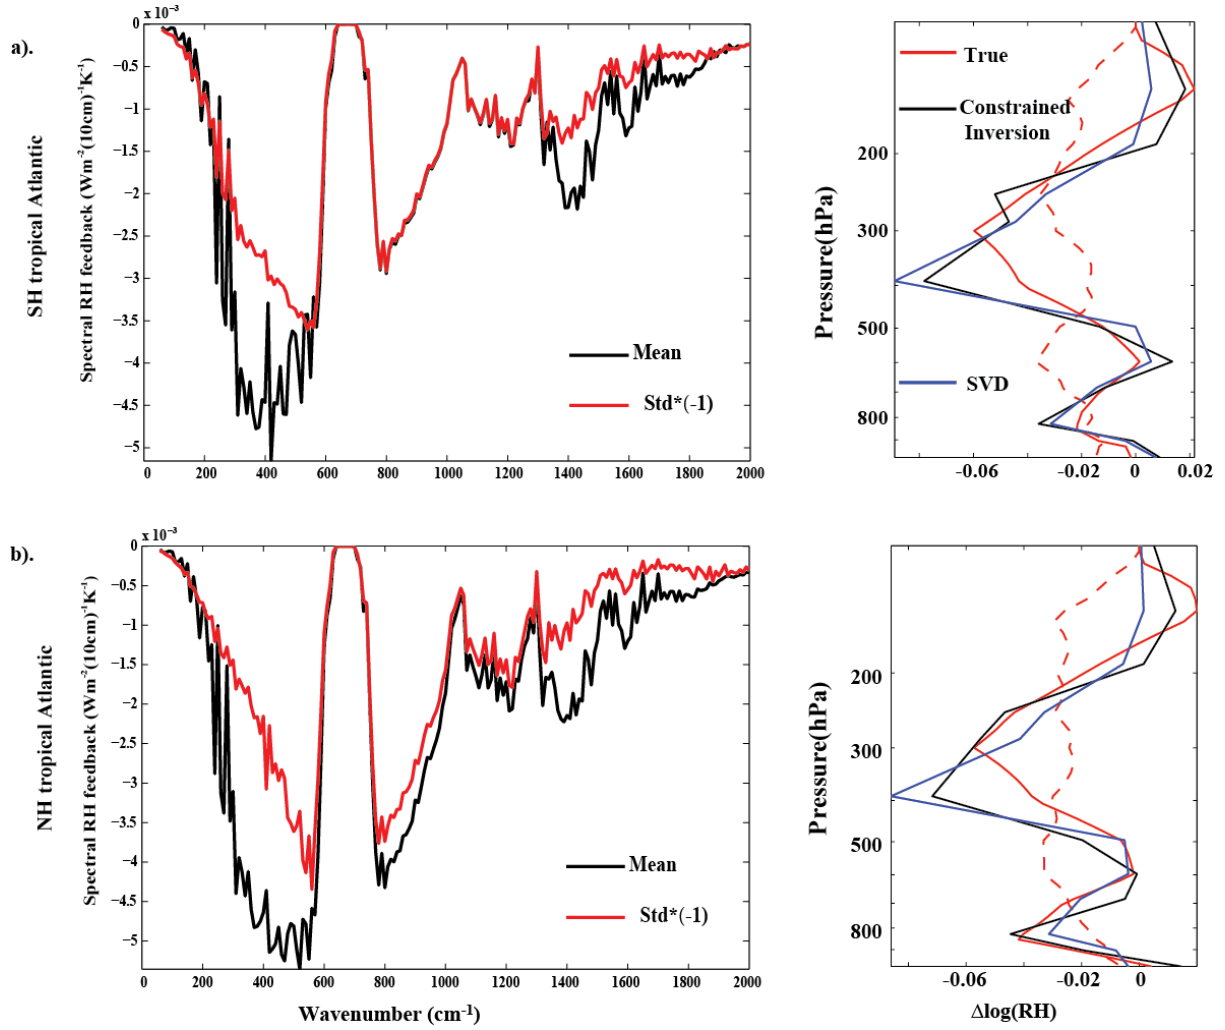 a).
SH tropical Atlantic
Spectral RH feedback (Wm⁻²(10cm)⁻¹K⁻¹)
x 10⁻³
0
−0.5
−1
−1.5
−2
−2.5
−3
−3.5
−4
−4.5
−5
Mean
Std*(-1)
0 200 400 600 800 1000 1200 1400 1600 1800 2000
Pressure(hPa)
200
300
500
800
True
Constrained
Inversion
SVD
-0.06 -0.02 0 0.02
b).
NH tropical Atlantic
Spectral RH feedback (Wm⁻²(10cm)⁻¹K⁻¹)
x 10⁻³
0
−0.5
−1
−1.5
−2
−2.5
−3
−3.5
−4
−4.5
−5
Mean
Std*(-1)
0 200 400 600 800 1000 1200 1400 1600 1800 2000
Wavenumber (cm⁻¹)
Pressure(hPa)
200
300
500
800
-0.06 -0.02 0
Δlog(RH)